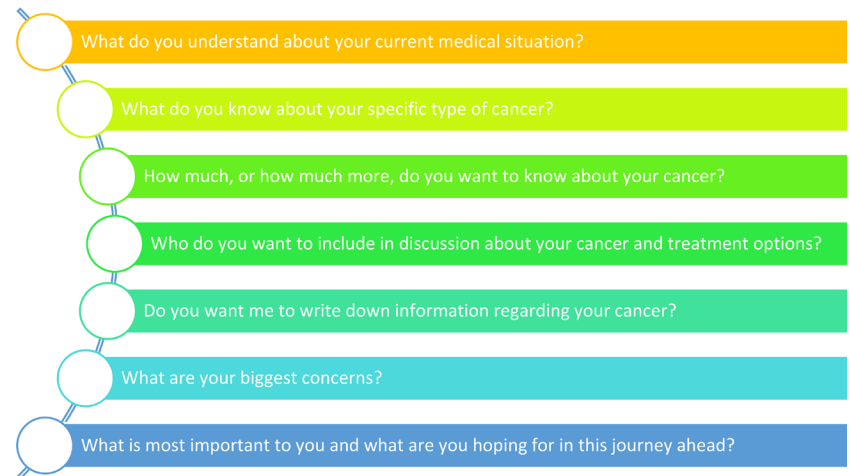 What do you understand about your current medical situation?
What do you know about your specific type of cancer?
How much, or how much more, do you want to know about your cancer?
Who do you want to include in discussion about your cancer and treatment options?
Do you want me to write down information regarding your cancer?
What are your biggest concerns?
What is most important to you and what are you hoping for in this journey ahead?